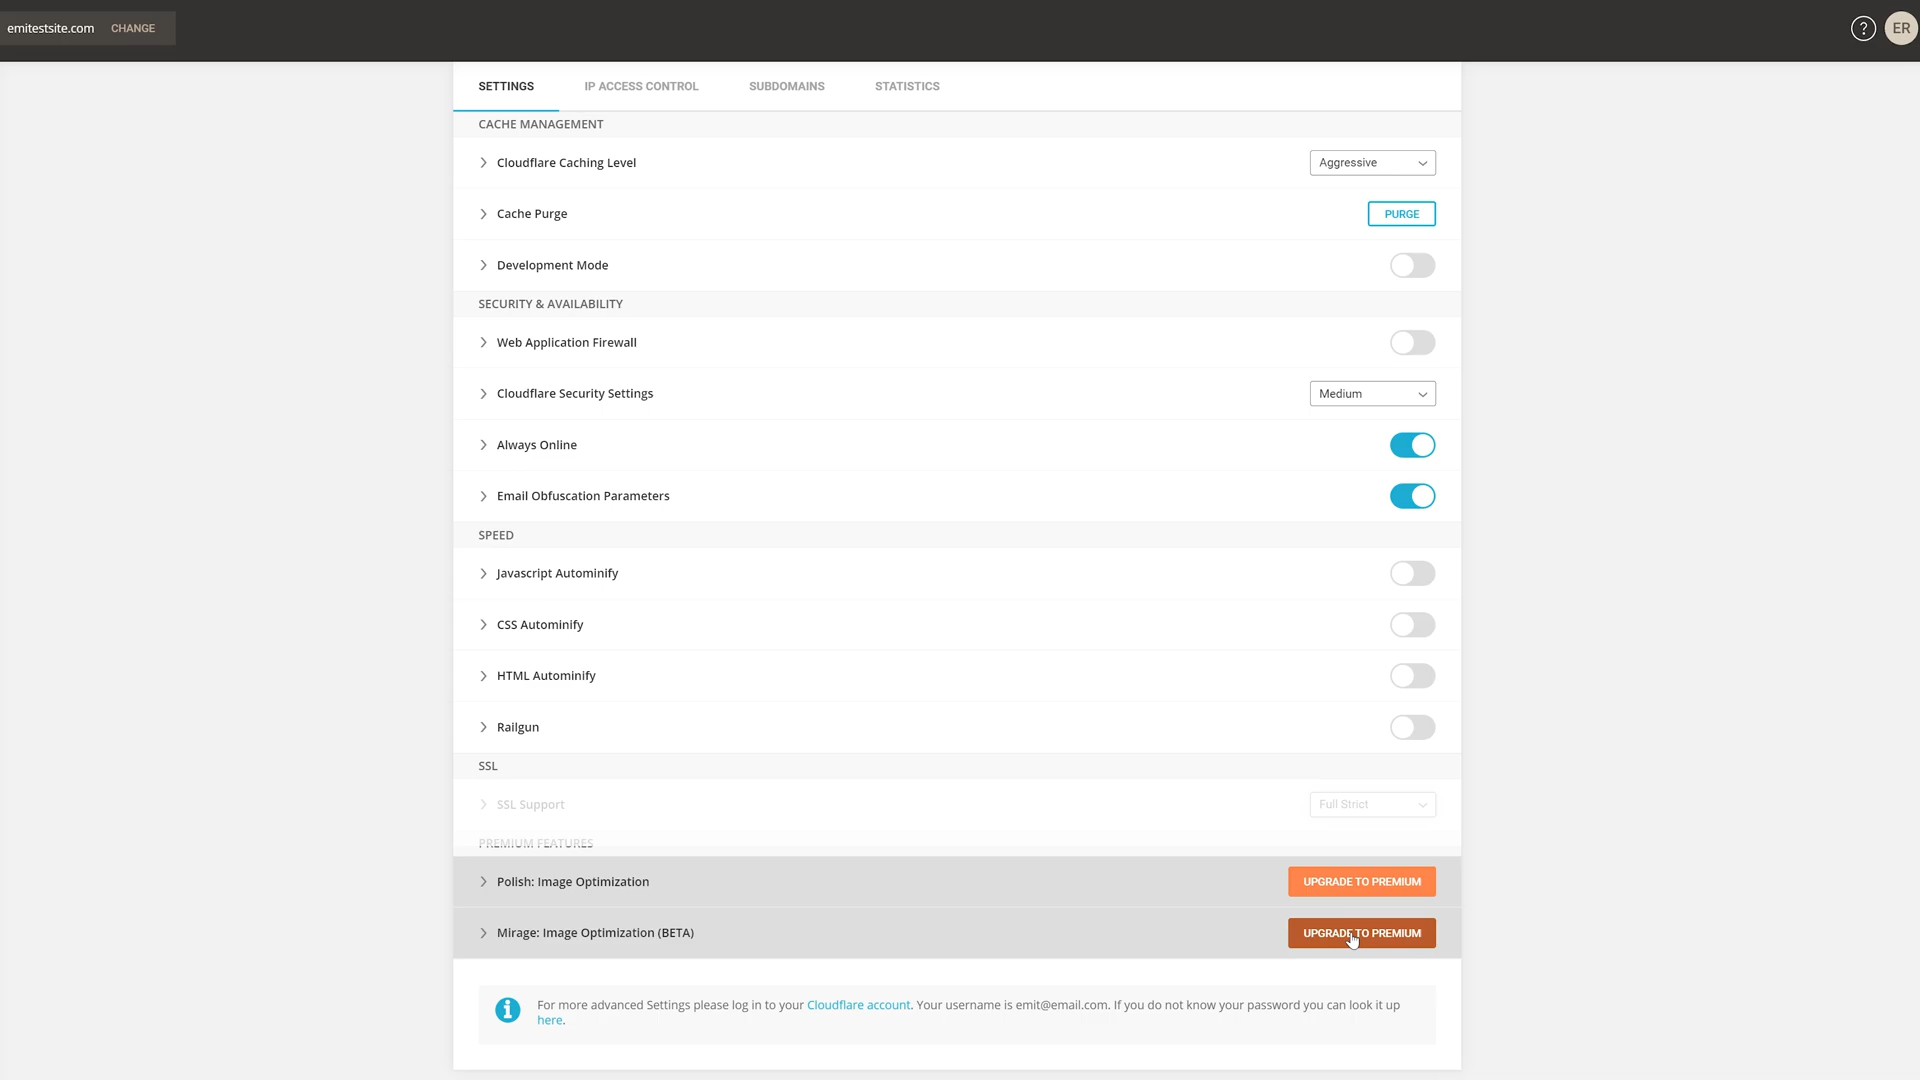 emitestsite.com CHANGE
? ER
SETTINGS IP ACCESS CONTROL SUBDOMAINS STATISTICS
CACHE MANAGEMENT
Cloudflare Caching Level Aggressive
Cache Purge PURGE
Development Mode
SECURITY & AVAILABILITY
Web Application Firewall
Cloudflare Security Settings Medium
Always Online
Email Obfuscation Parameters
SPEED
Javascript Autominify
CSS Autominify
HTML Autominify
Railgun
SSL
SSL Support Full Strict
PREMIUM FEATURES
Polish: Image Optimization UPGRADE TO PREMIUM
Mirage: Image Optimization (BETA) UPGRADE TO PREMIUM
For more advanced Settings please log in to your Cloudflare account. Your username is emit@email.com. If you do not know your password you can look it up
here.